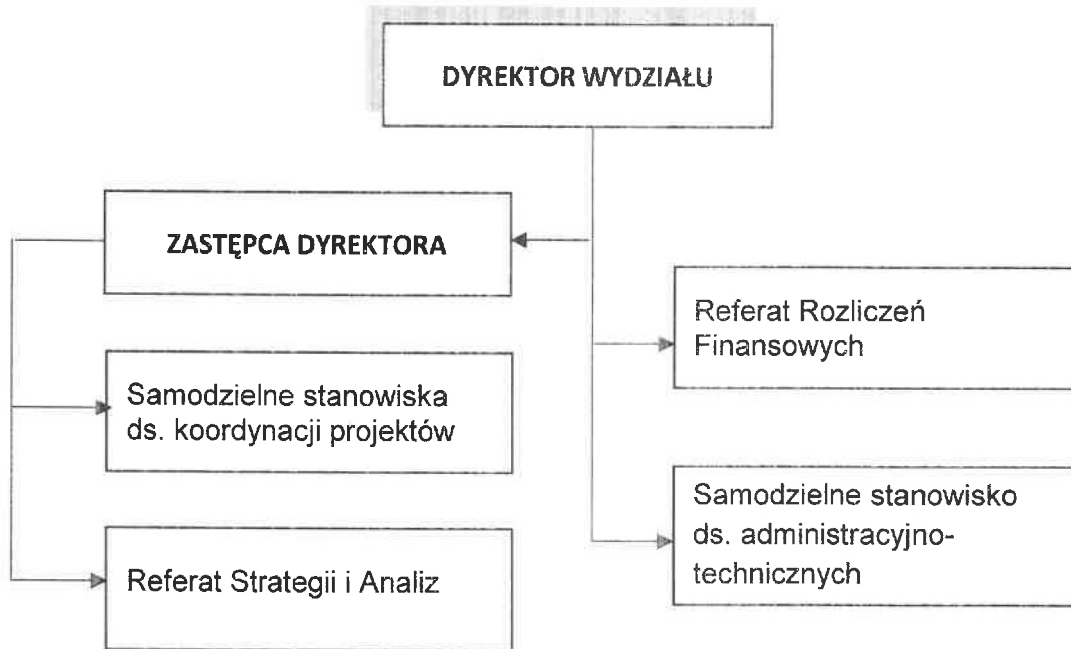 DYREKTOR WYDZIAŁU
ZASTĘPCA DYREKTORA
Referat Rozliczeń
Finansowych
Samodzielne stanowiska
ds. koordynacji projektów
Samodzielne stanowisko
ds. administracyjno-
technicznych
Referat Strategii i Analiz